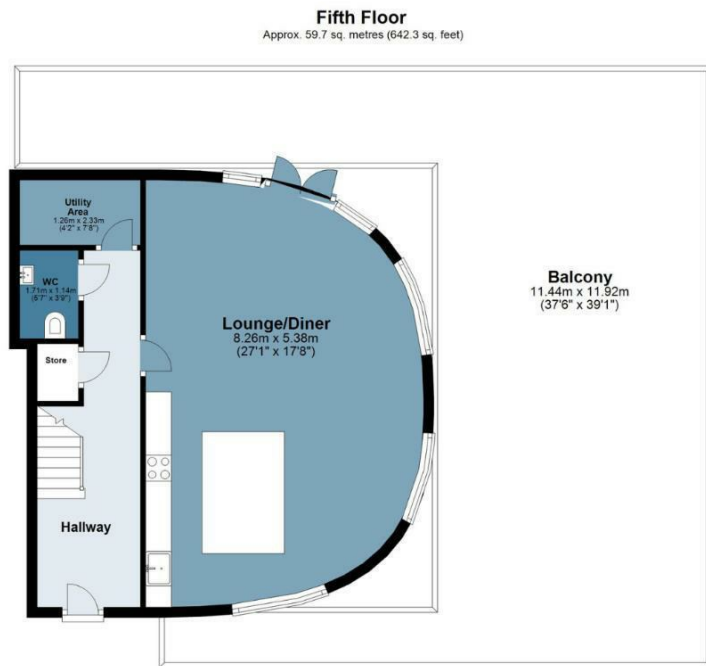 Fifth Floor
Approx. 59.7 sq. metres (642.3 sq. feet)
Utility
Area
1.26m x 2.33m
(4'2" x 7'8")
WC
1.71m x 1.14m
(5'7" x 3'9")
Store
Lounge/Diner
8.26m x 5.38m
(27'1" x 17'8")
Balcony
11.44m x 11.92m
(37'6" x 39'1")
Hallway